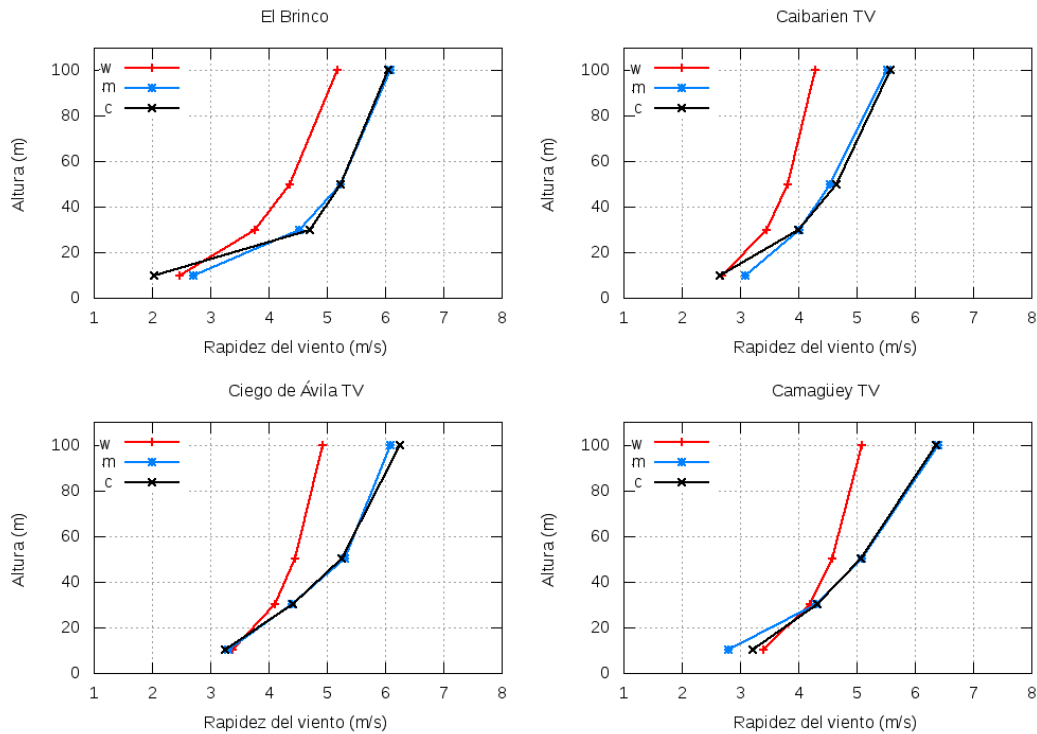 El Brinco
100
80
60
40
20
0
Altura (m)
w
m
c
1 2 3 4 5 6 7 8
Rapidez del viento (m/s)
Caibarien TV
100
80
60
40
20
0
Altura (m)
w
m
c
1 2 3 4 5 6 7 8
Rapidez del viento (m/s)
Ciego de Ávila TV
100
80
60
40
20
0
Altura (m)
w
m
c
1 2 3 4 5 6 7 8
Rapidez del viento (m/s)
Camagüey TV
100
80
60
40
20
0
Altura (m)
w
m
c
1 2 3 4 5 6 7 8
Rapidez del viento (m/s)